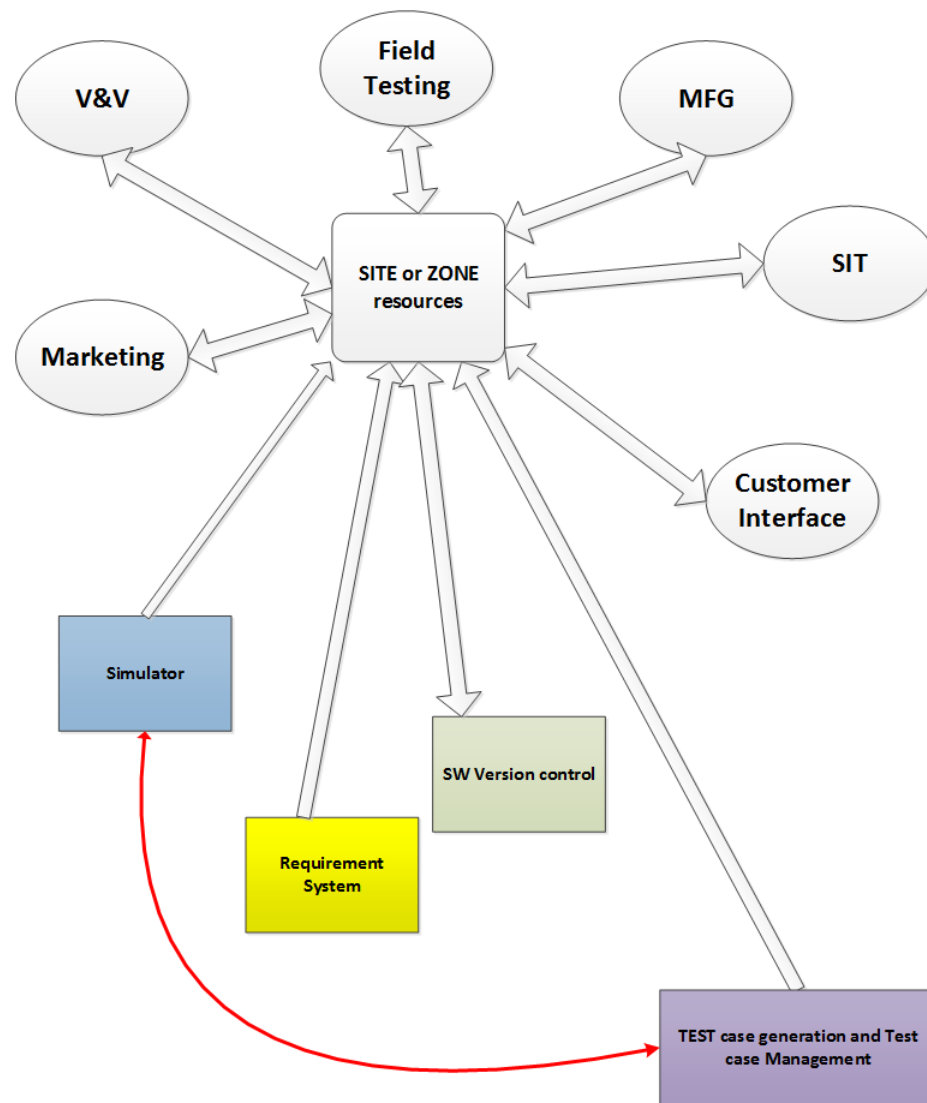 Field
Testing
V&V
MFG
SITE or ZONE
resources
SIT
Marketing
Customer
Interface
Simulator
SW Version control
Requirement
System
TEST case generation and Test
case Management